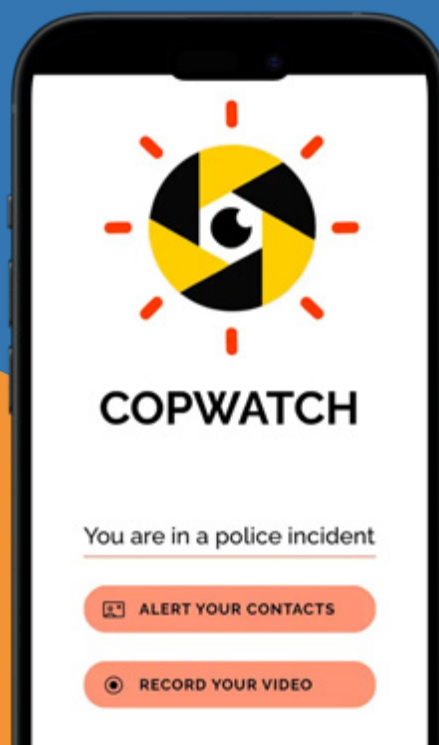 COPWATCH
You are in a police incident
ALERT YOUR CONTACTS
RECORD YOUR VIDEO